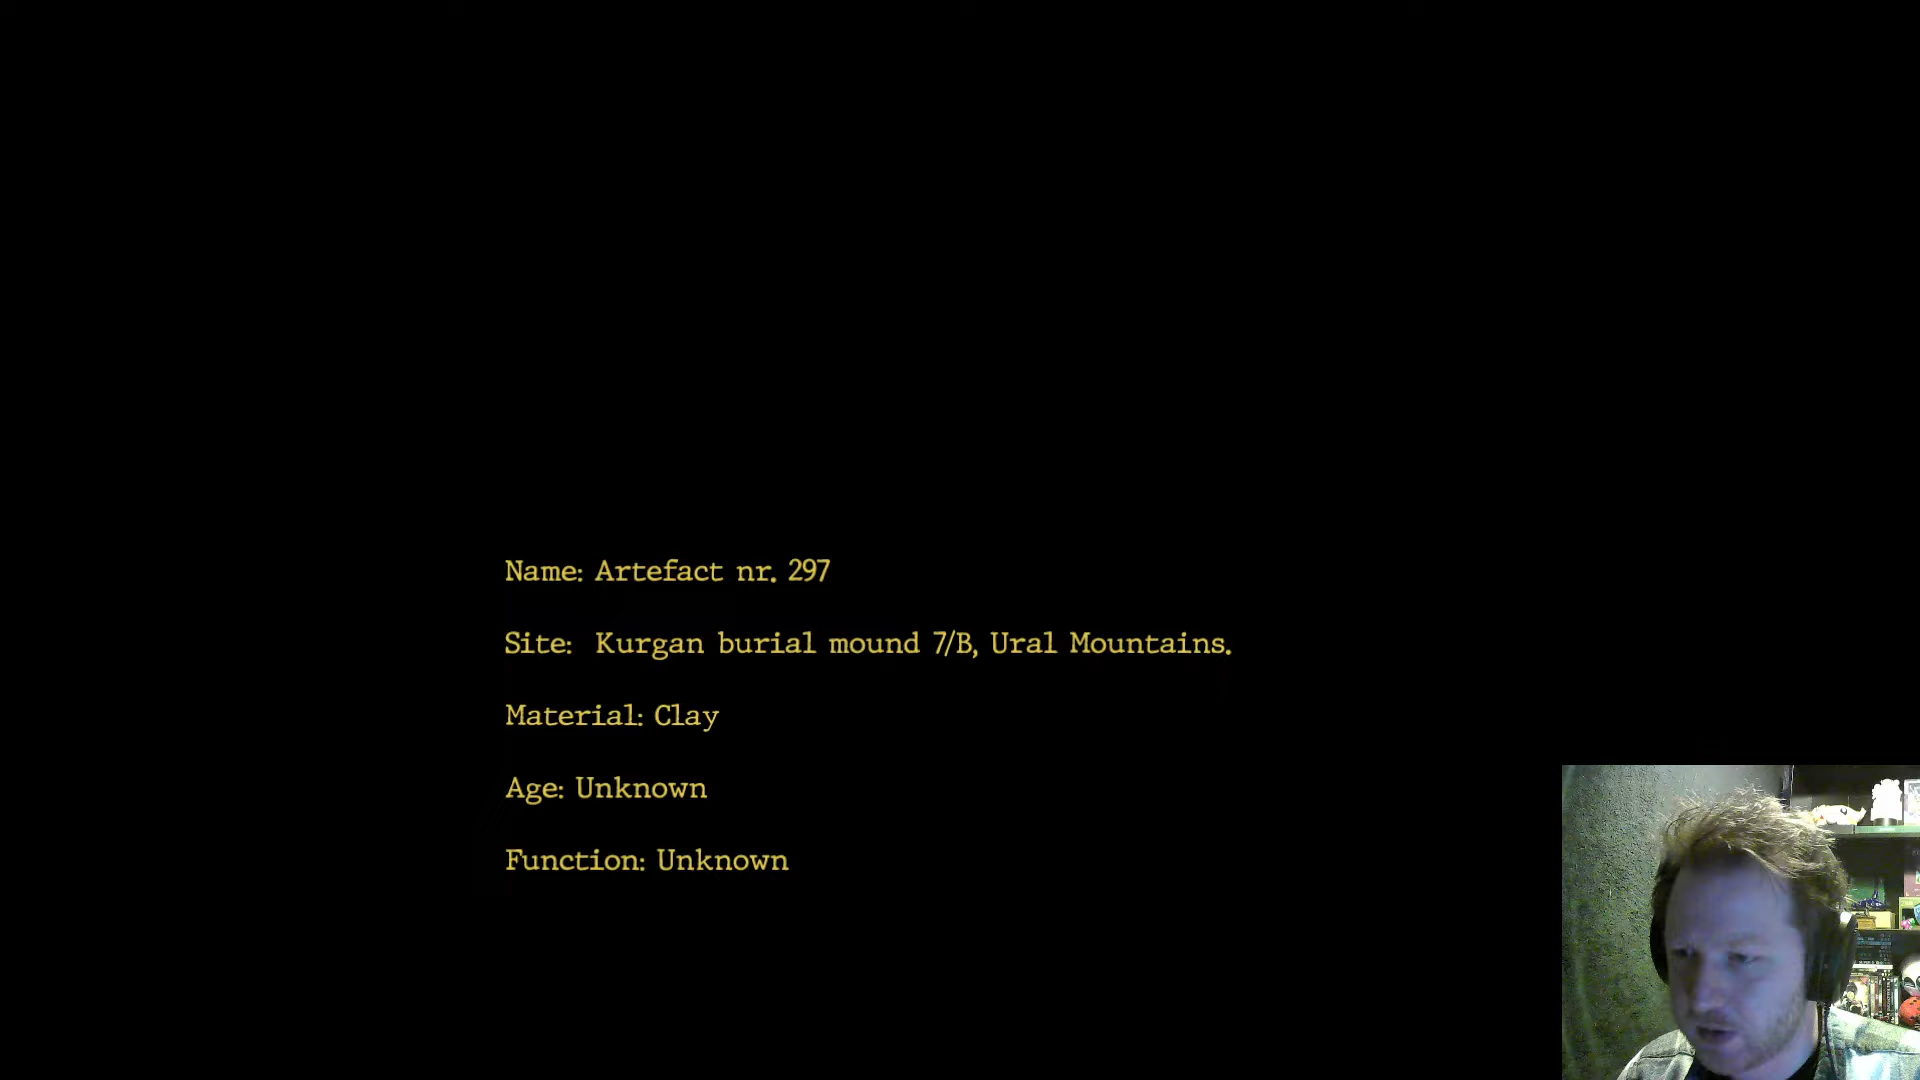 Name: Artefact nr. 297
Site: Kurgan burial mound 7/B, Ural Mountains.
Material: Clay
Age: Unknown
Function: Unknown